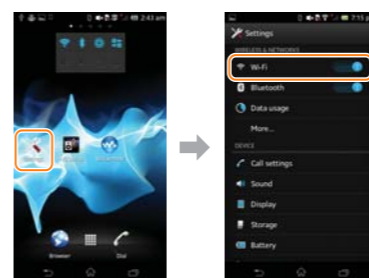 2:43 am
Browser
Dial
7:15 p
Settings
WIRELESS & NETWORKS
Wi-Fi
Bluetooth
Data usage
More...
DEVICE
Call settings
Sound
Display
Storage
Battery